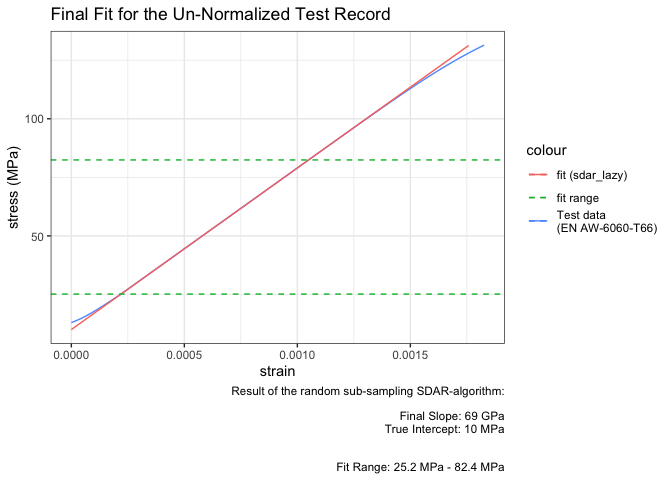 Final Fit for the Un-Normalized Test Record
stress (MPa)
100
50
0.0000 0.0005 0.0010 0.0015
strain
colour
fit (sdar_lazy)
fit range
Test data
(EN AW-6060-T66)
Result of the random sub-sampling SDAR-algorithm:
Final Slope: 69 GPa
True Intercept: 10 MPa
Fit Range: 25.2 MPa - 82.4 MPa